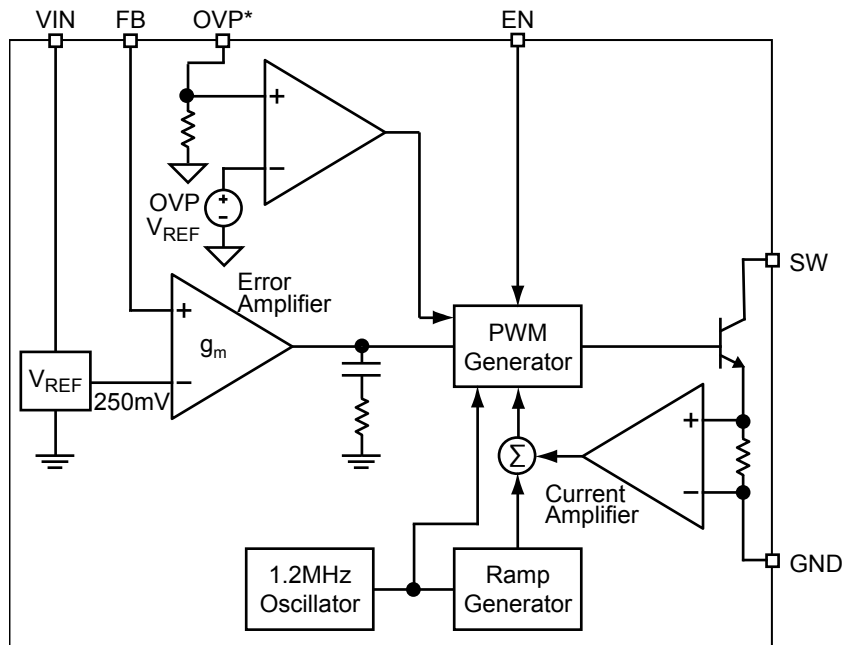 VIN
FB
OVP*
EN
+
−
OVP
VREF
+
−
Error
Amplifier
+
gm
−
VREF
250mV
PWM
Generator
SW
Σ
+
−
Current
Amplifier
1.2MHz
Oscillator
Ramp
Generator
GND